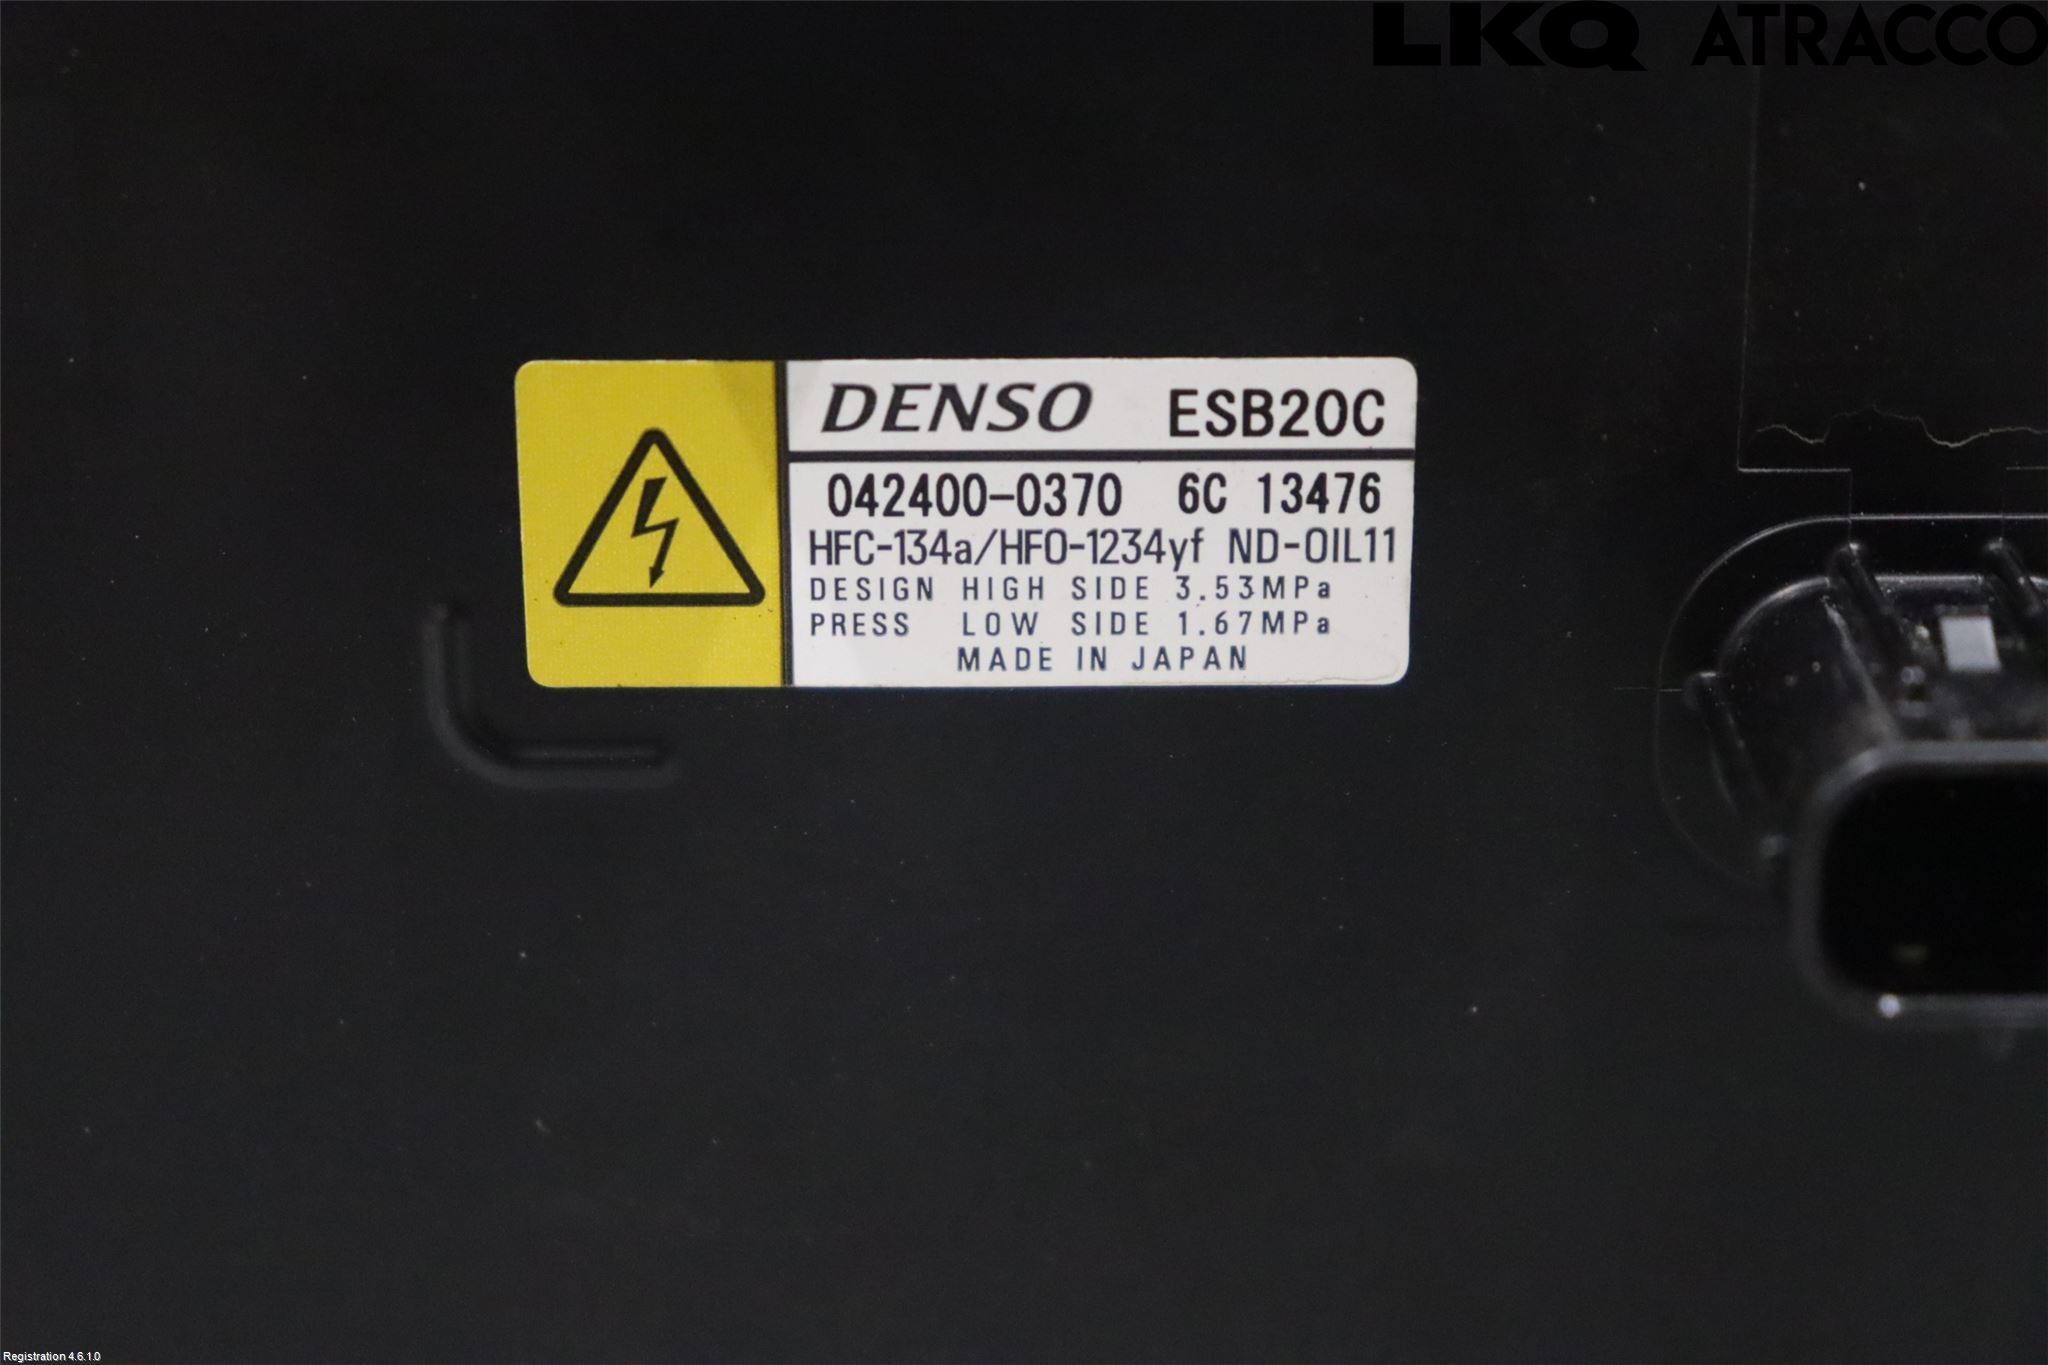 LKQ ATRACCO
DENSO ESB20C
042400-0370 6C 13476
HFC-134a/HFO-1234yf ND-OIL11
DESIGN HIGH SIDE 3.53MPa
PRESS LOW SIDE 1.67MPa
MADE IN JAPAN
Registration 4.6.1.0